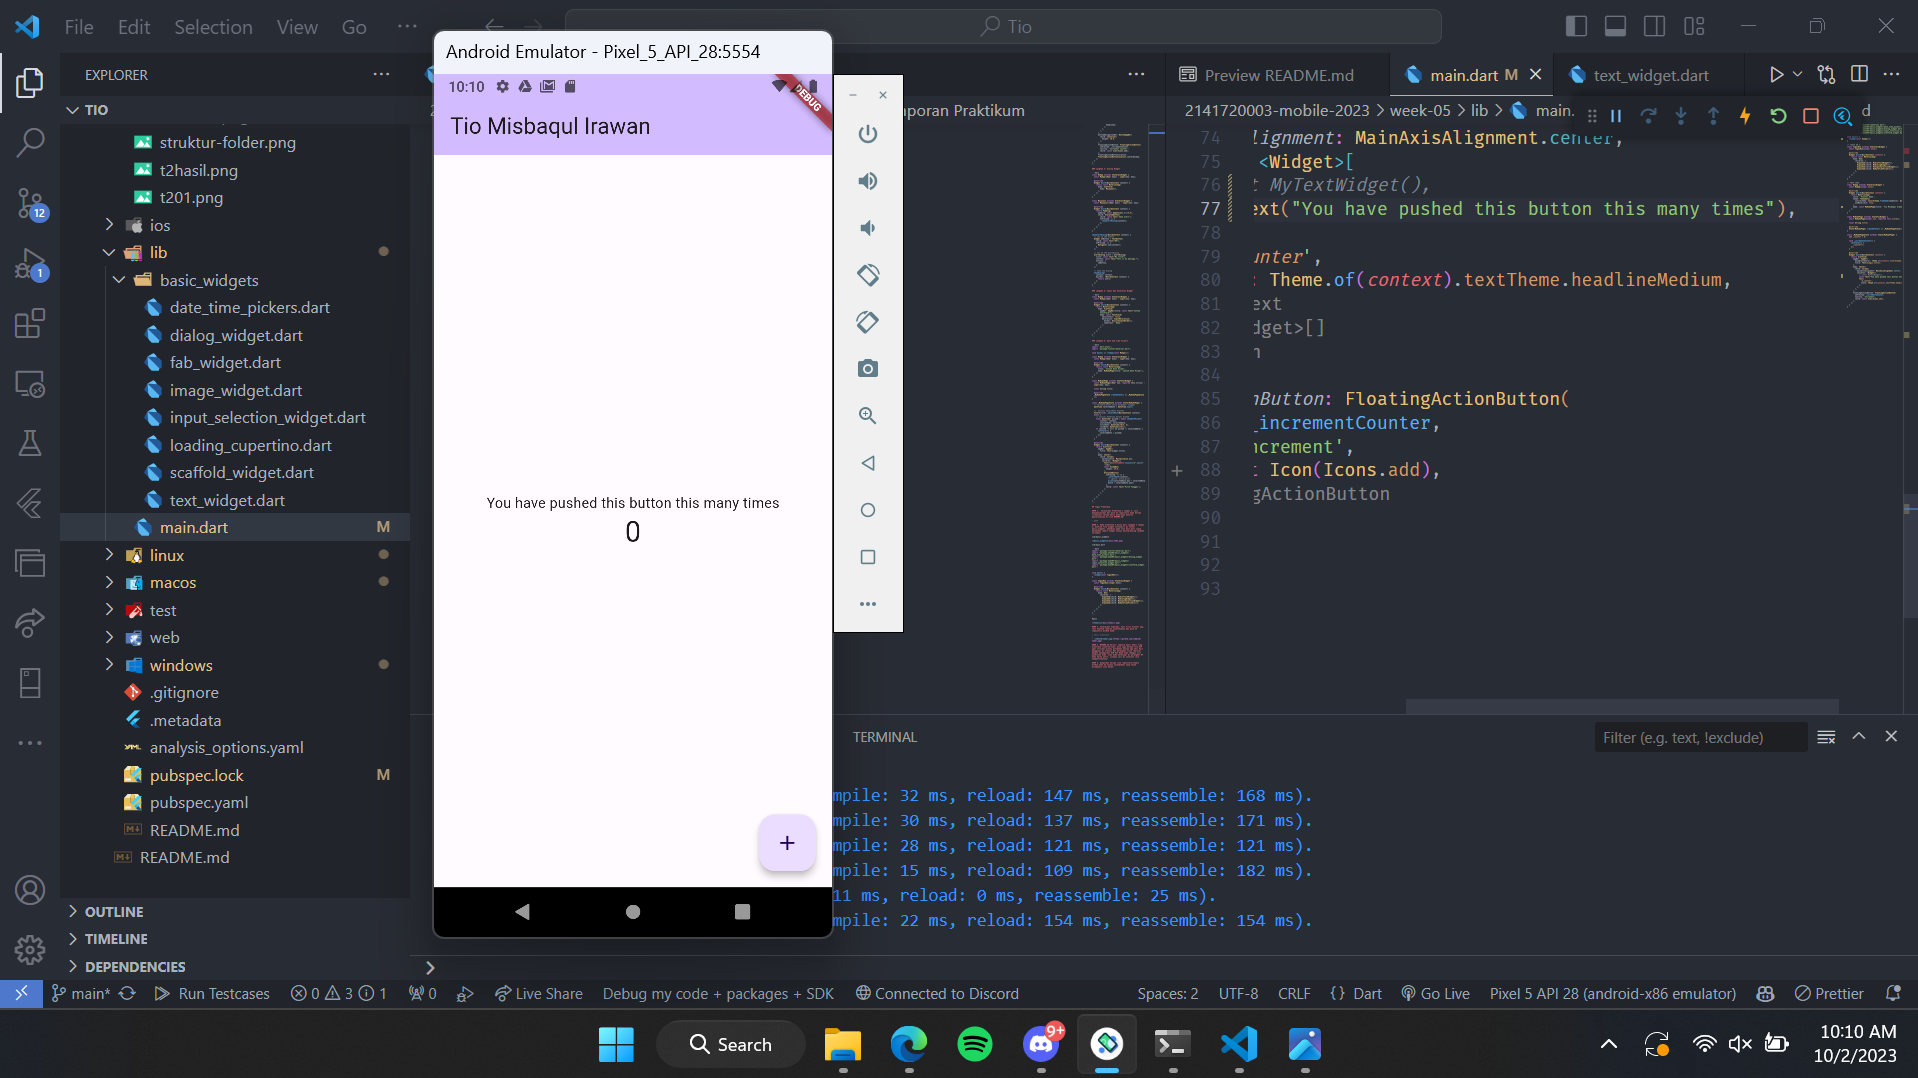 File Edit Selection View Go ···
Tio
EXPLORER
TIO
struktur-folder.png
t2hasil.png
t201.png
ios
lib
basic_widgets
date_time_pickers.dart
dialog_widget.dart
fab_widget.dart
image_widget.dart
input_selection_widget.dart
loading_cupertino.dart
scaffold_widget.dart
text_widget.dart
main.dart M
linux
macos
test
web
windows
.gitignore
.metadata
analysis_options.yaml
pubspec.lock M
pubspec.yaml
README.md
README.md
OUTLINE
TIMELINE
DEPENDENCIES
12
1
Android Emulator - Pixel_5_API_28:5554
10:10
DEBUG
Tio Misbaqul Irawan
You have pushed this button this many times
0
+
aporan Praktikum
Preview README.md
main.dart M
text_widget.dart
2141720003-mobile-2023 > week-05 > lib > main.
d
74 lignment: MainAxisAlignment.center,
75 <Widget>[
76 t MyTextWidget(),
77 ext("You have pushed this button this many times"),
78
79 unter',
80 : Theme.of(context).textTheme.headlineMedium,
81 ext
82 dget>[]
83 n
84
85 nButton: FloatingActionButton(
86 _incrementCounter,
87 ncrement',
88 t Icon(Icons.add),
89 gActionButton
90
91
92
93
TERMINAL
Filter (e.g. text, !exclude)
mpile: 32 ms, reload: 147 ms, reassemble: 168 ms).
mpile: 30 ms, reload: 137 ms, reassemble: 171 ms).
mpile: 28 ms, reload: 121 ms, reassemble: 121 ms).
mpile: 15 ms, reload: 109 ms, reassemble: 182 ms).
11 ms, reload: 0 ms, reassemble: 25 ms).
mpile: 22 ms, reload: 154 ms, reassemble: 154 ms).
main* Run Testcases 0 3 1 0 Live Share Debug my code + packages + SDK Connected to Discord Spaces: 2 UTF-8 CRLF {} Dart Go Live Pixel 5 API 28 (android-x86 emulator) Prettier
Search
9+
10:10 AM
10/2/2023